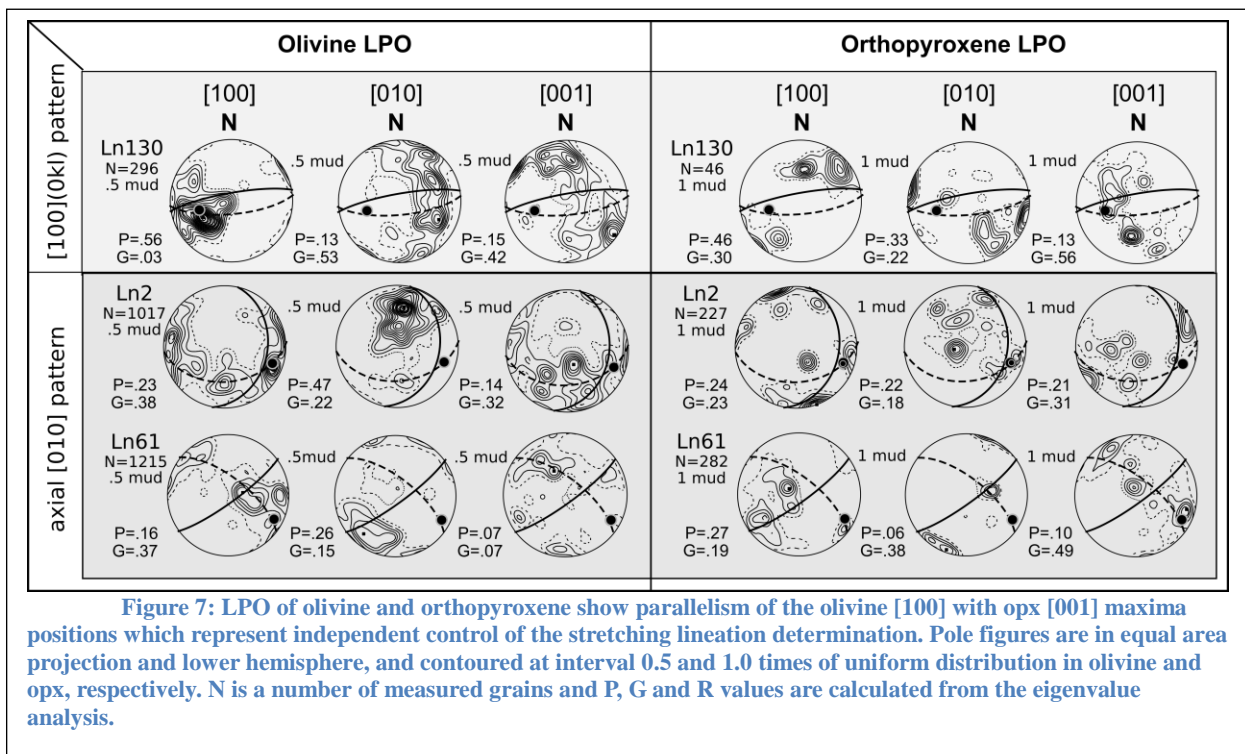 Olivine LPO
Orthopyroxene LPO
[100](0kl) pattern
[100] [010] [001] [100] [010] [001]
N N N N N N
Ln130
N=296
.5 mud
.5 mud
.5 mud
P=.56
G=.03
P=.13
G=.53
P=.15
G=.42
Ln130
N=46
1 mud
1 mud
1 mud
P=.46
G=.30
P=.33
G=.22
P=.13
G=.56
axial [010] pattern
Ln2
N=1017
.5 mud
.5 mud
.5 mud
P=.23
G=.38
P=.47
G=.22
P=.14
G=.32
Ln2
N=227
1 mud
1 mud
1 mud
P=.24
G=.23
P=.22
G=.18
P=.21
G=.31
Ln61
N=1215
.5 mud
.5mud
.5 mud
P=.16
G=.37
P=.26
G=.15
P=.07
G=.07
Ln61
N=282
1 mud
1 mud
1 mud
P=.27
G=.19
P=.06
G=.38
P=.10
G=.49
Figure 7: LPO of olivine and orthopyroxene show parallelism of the olivine [100] with opx [001] maxima
positions which represent independent control of the stretching lineation determination. Pole figures are in equal area
projection and lower hemisphere, and contoured at interval 0.5 and 1.0 times of uniform distribution in olivine and
opx, respectively. N is a number of measured grains and P, G and R values are calculated from the eigenvalue
analysis.